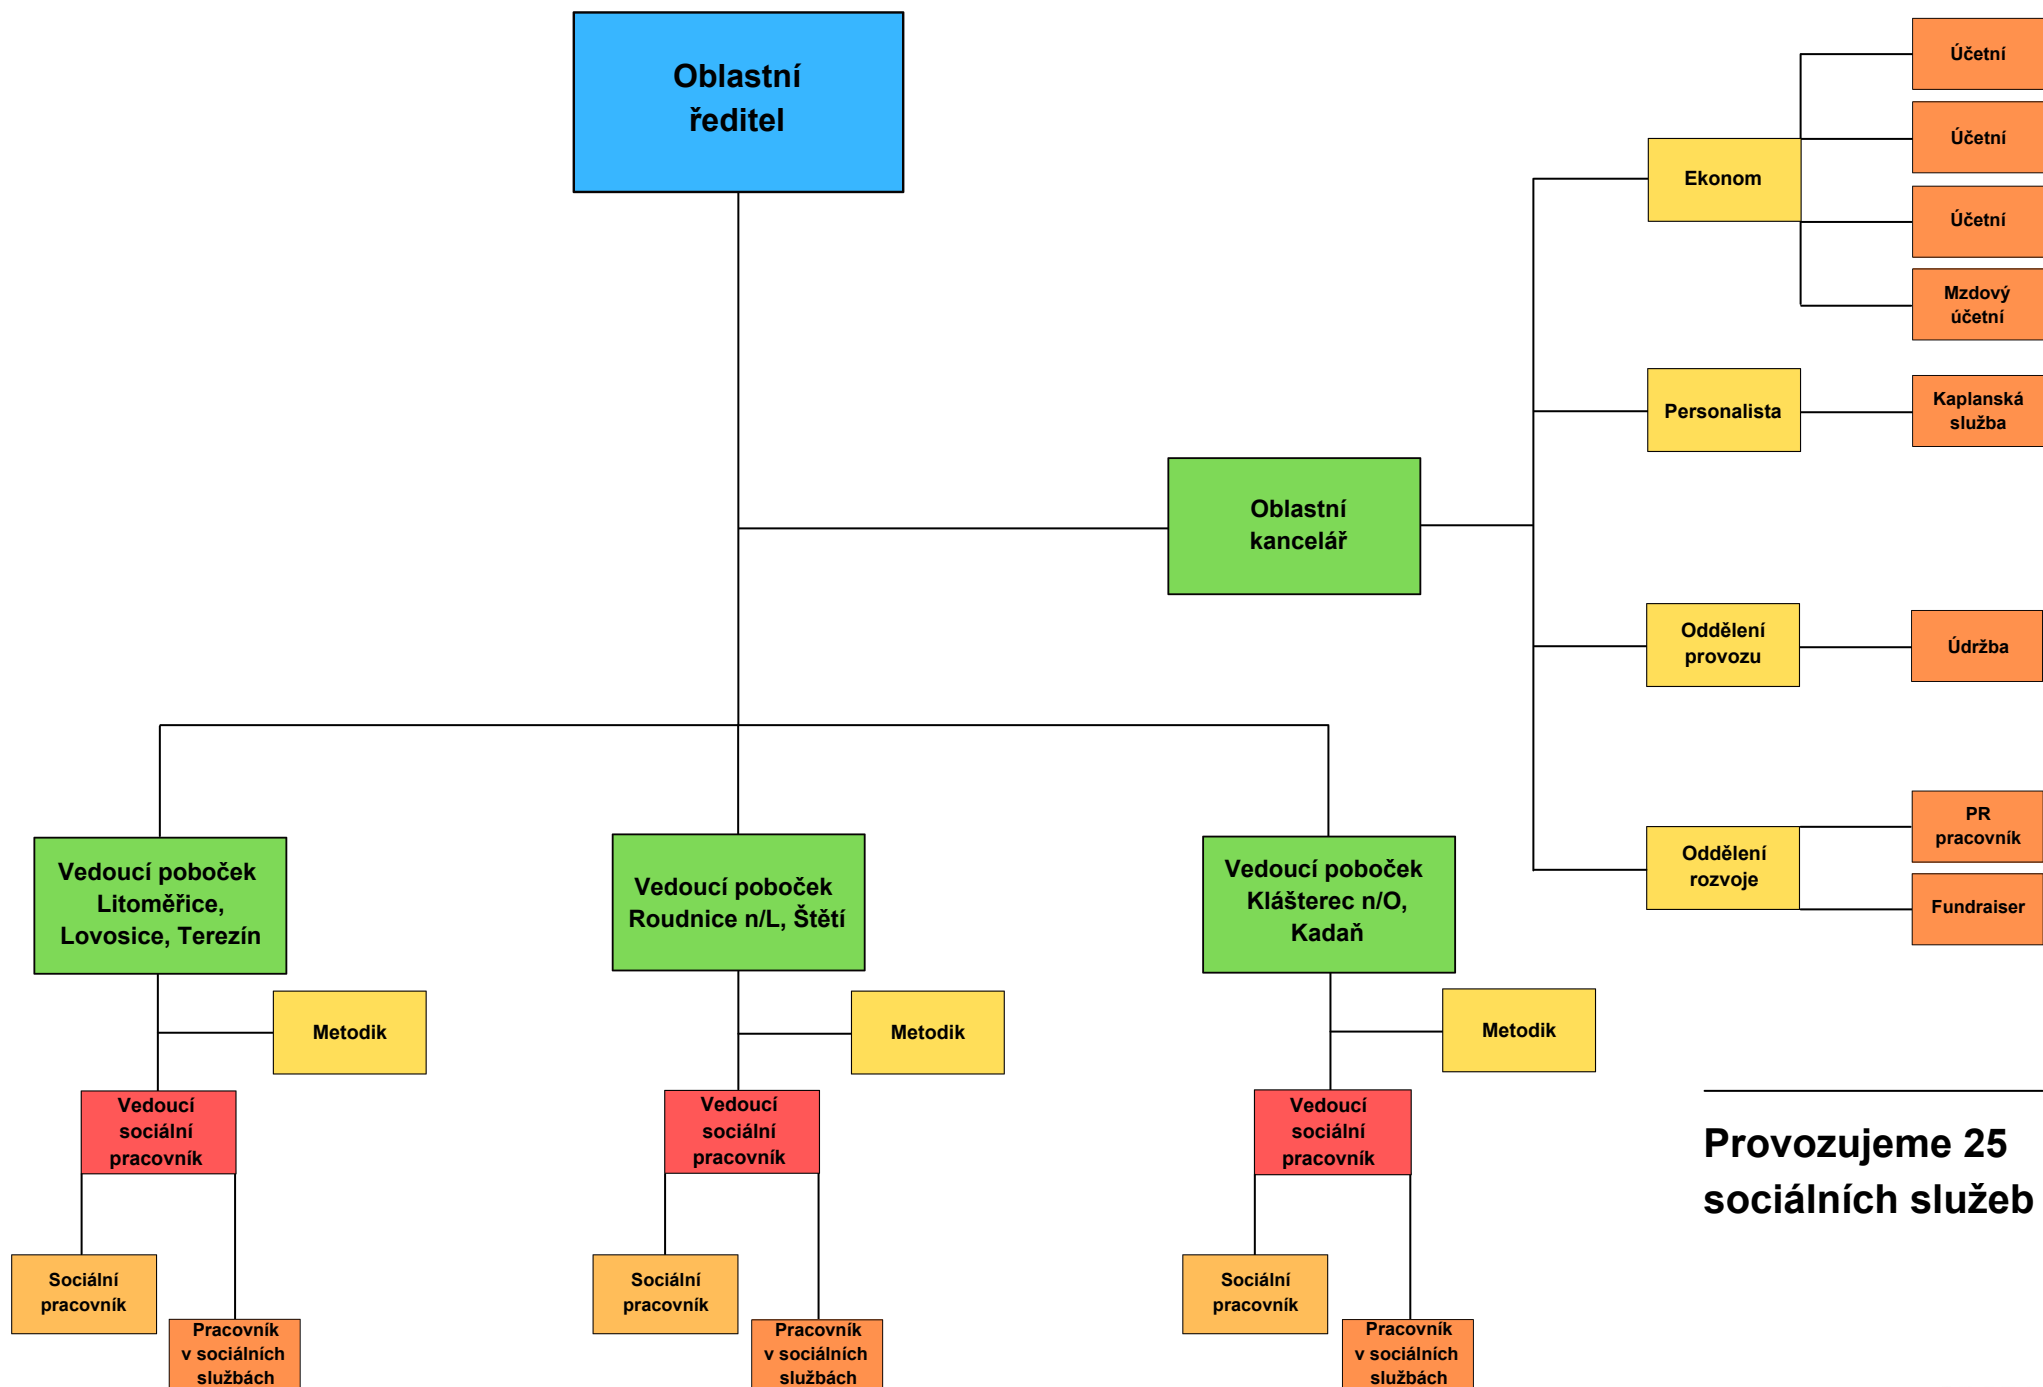 Oblastní
ředitel
Účetní
Účetní
Ekonom
Účetní
Mzdový
účetní
Personalista
Kaplanská
služba
Oblastní
kancelář
Oddělení
provozu
Údržba
PR
pracovník
Oddělení
rozvoje
Fundraiser
Vedoucí poboček
Litoměřice,
Lovosice, Terezín
Vedoucí poboček
Roudnice n/L, Štětí
Vedoucí poboček
Klášterec n/O,
Kadaň
Metodik
Metodik
Metodik
Vedoucí
sociální
pracovník
Vedoucí
sociální
pracovník
Vedoucí
sociální
pracovník
Provozujeme 25
sociálních služeb
Sociální
pracovník
Pracovník
v sociálních
službách
Sociální
pracovník
Pracovník
v sociálních
službách
Sociální
pracovník
Pracovník
v sociálních
službách